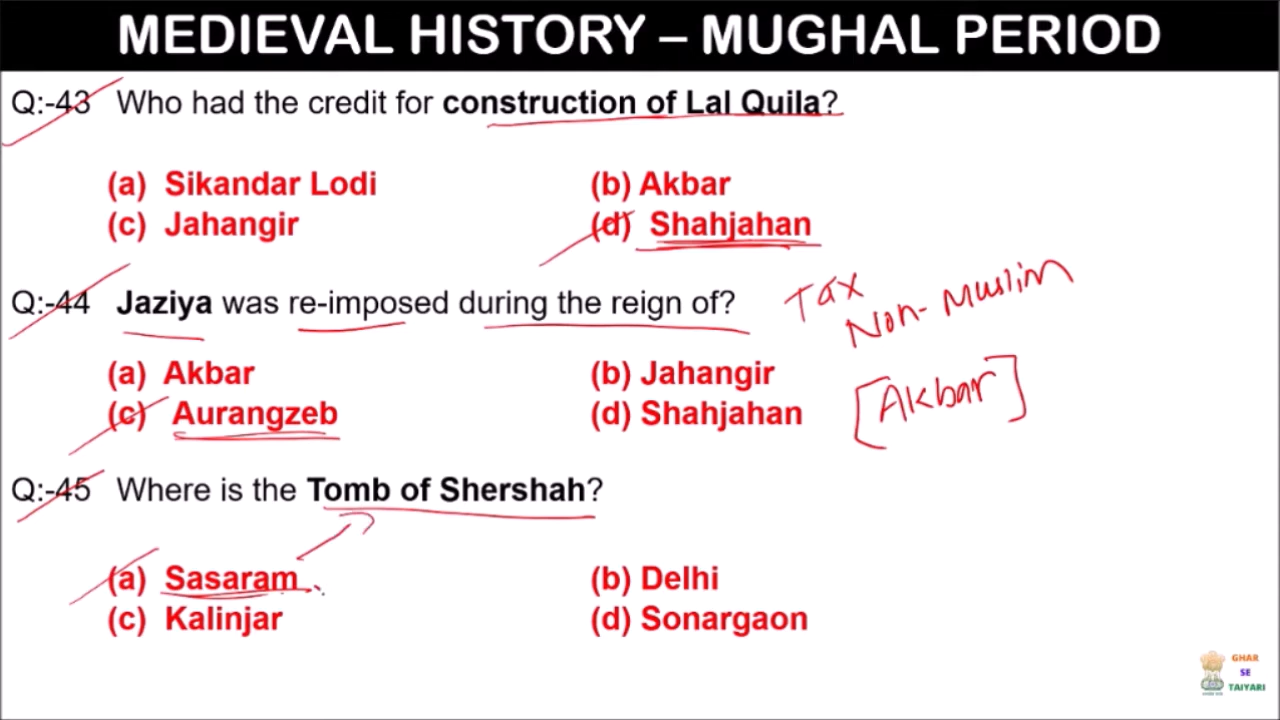 MEDIEVAL HISTORY – MUGHAL PERIOD
Q:-43 Who had the credit for construction of Lal Quila?
(a) Sikandar Lodi (b) Akbar
(c) Jahangir (d) Shahjahan
Q:-44 Jaziya was re-imposed during the reign of? Tax
Non-Muslim
(a) Akbar (b) Jahangir
[Akbar]
(c) Aurangzeb (d) Shahjahan
Q:-45 Where is the Tomb of Shershah?
(a) Sasaram (b) Delhi
(c) Kalinjar (d) Sonargaon
GHAR
SE
TAIYARI